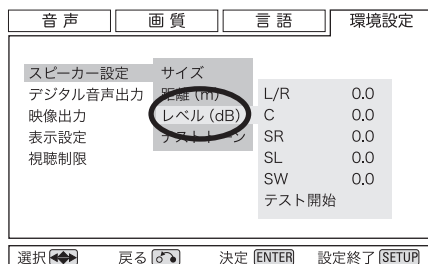 音声 画質 言語 環境設定
スピーカー設定 サイズ
デジタル音声出力 距離 (m) L/R 0.0
映像出力 レベル (dB) C 0.0
表示設定 テストトーン SR 0.0
視聴制限 SL 0.0
SW 0.0
テスト開始
選択 戻る 決定 ENTER 設定終了 SETUP